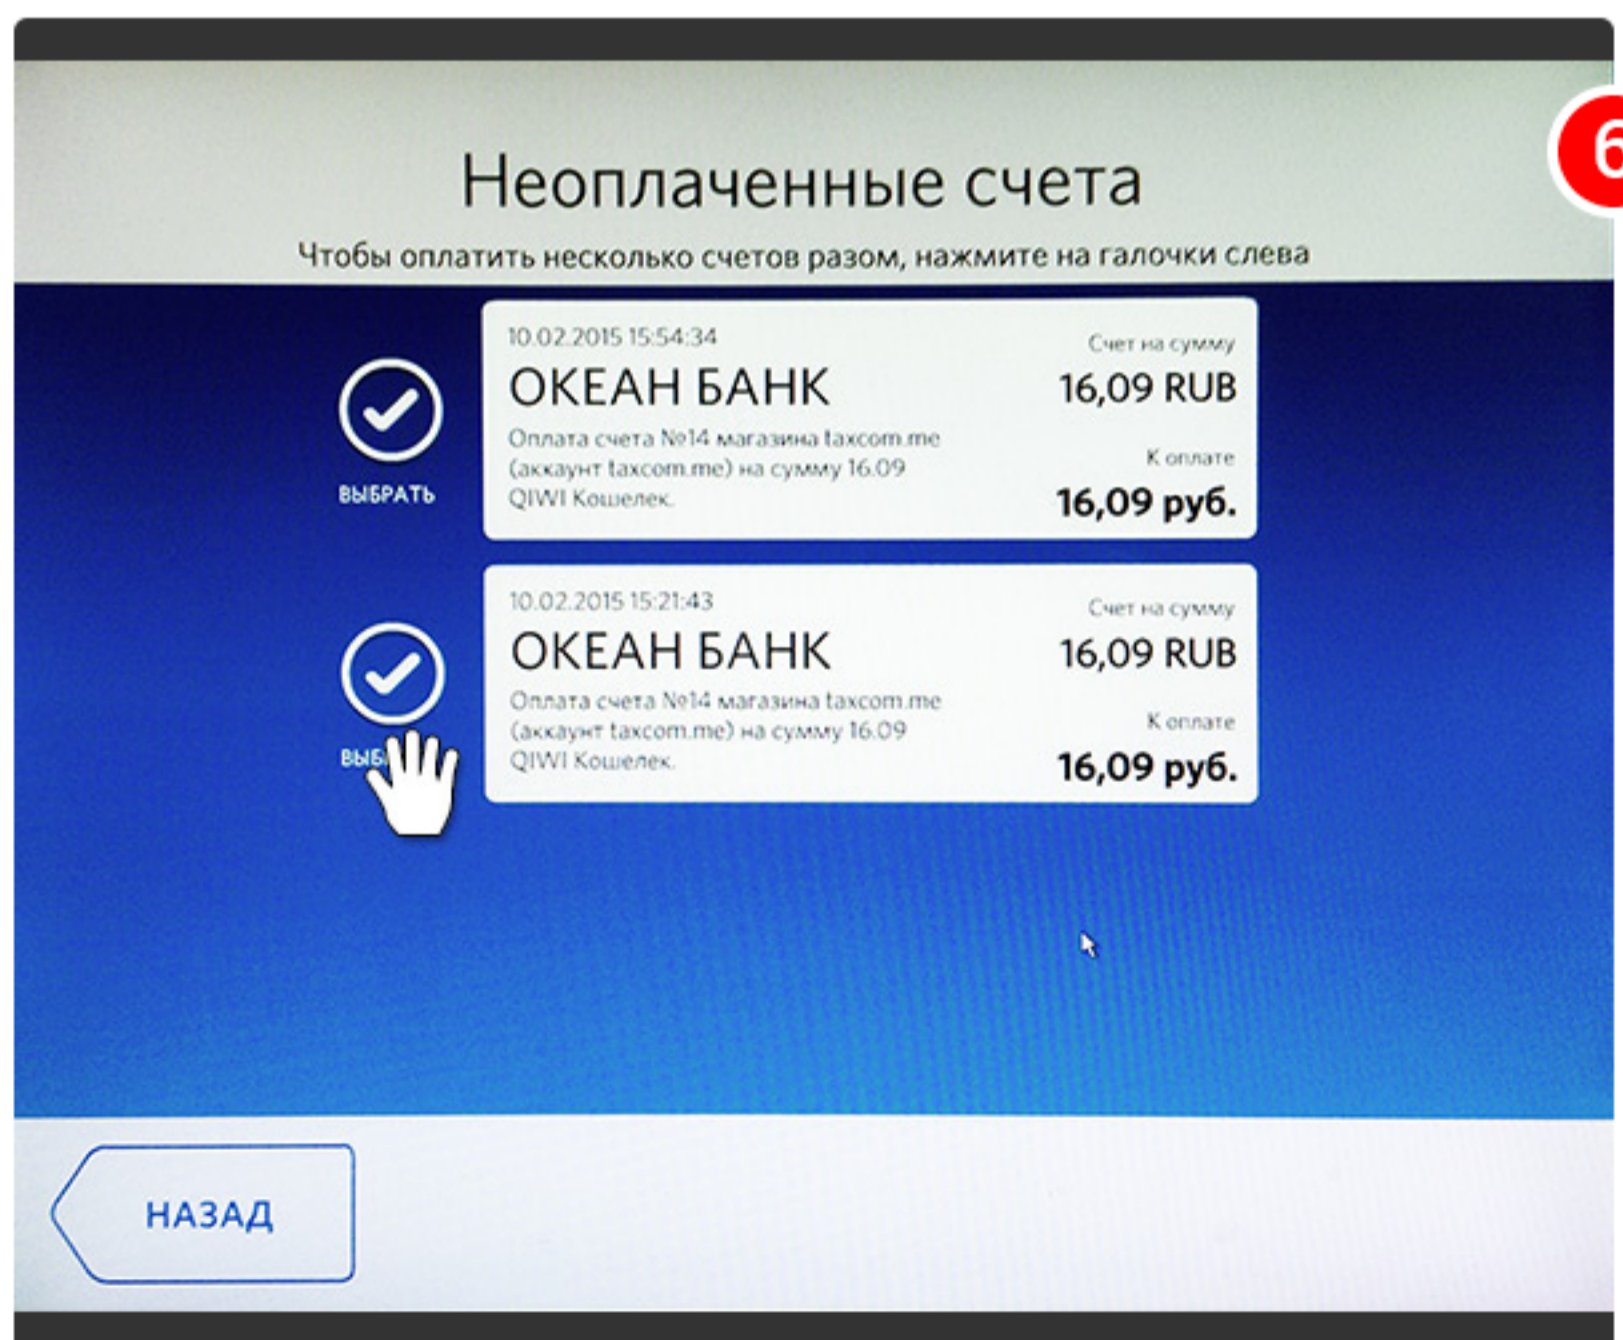 6
Неоплаченные счета
Чтобы оплатить несколько счетов разом, нажмите на галочки слева
10.02.2015 15:54:34
ОКЕАН БАНК
Оплата счета №14 магазина taxcom.me
(аккаунт taxcom.me) на сумму 16.09
QIWI Кошелек.
Счет на сумму
16,09 RUB
К оплате
16,09 руб.
ВЫБРАТЬ
10.02.2015 15:21:43
ОКЕАН БАНК
Оплата счета №14 магазина taxcom.me
(аккаунт taxcom.me) на сумму 16.09
QIWI Кошелек.
Счет на сумму
16,09 RUB
К оплате
16,09 руб.
НАЗАД